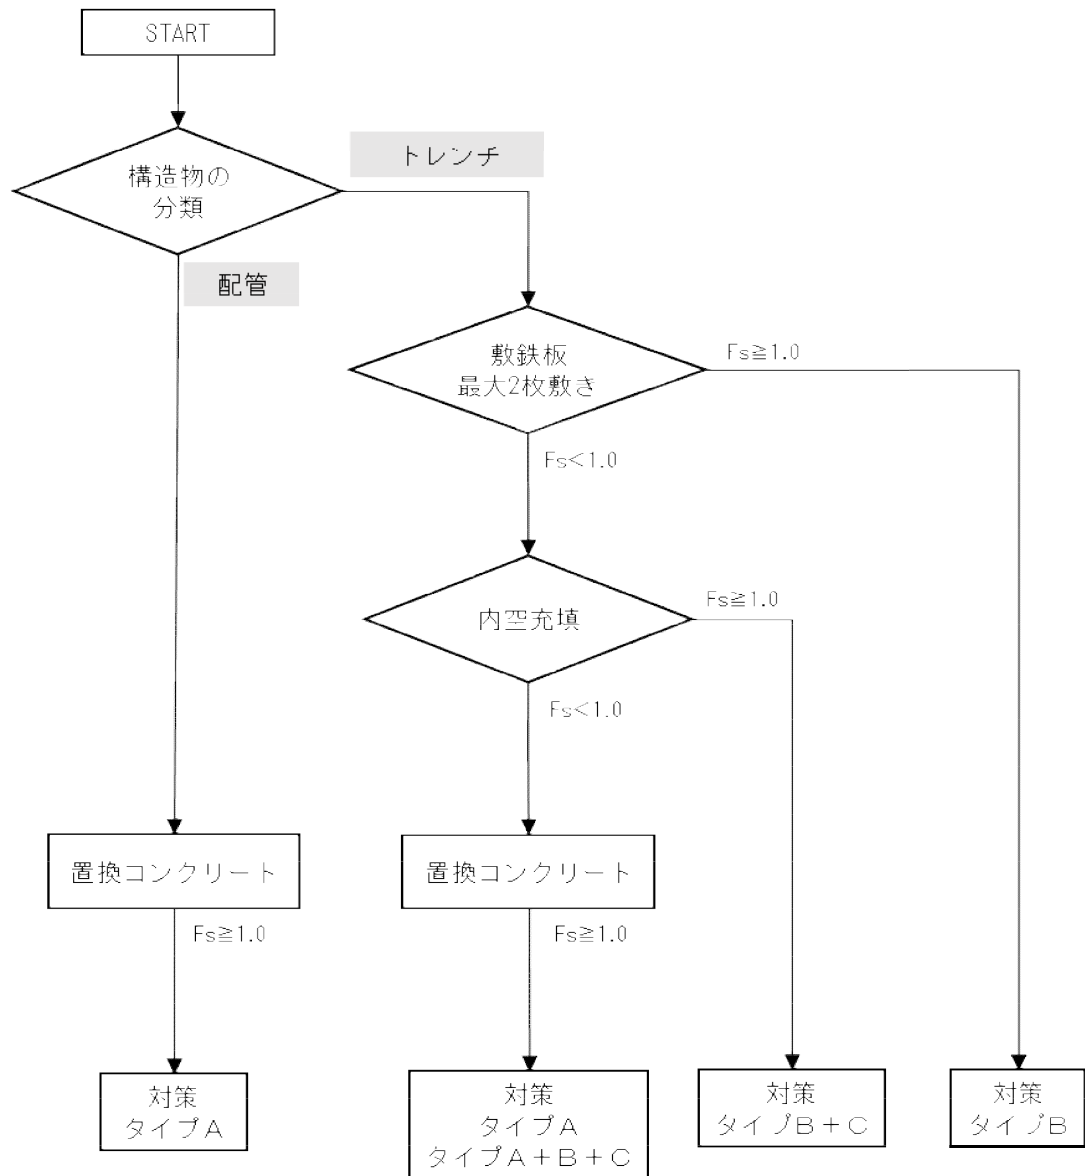 START
トレンチ
構造物の
分類
配管
敷鉄板
最大2枚敷き
Fs≧1.0
Fs<1.0
内空充填
Fs≧1.0
Fs<1.0
置換コンクリート
置換コンクリート
Fs≧1.0
Fs≧1.0
対策
タイプA
対策
タイプA
タイプA+B+C
対策
タイプB+C
対策
タイプB